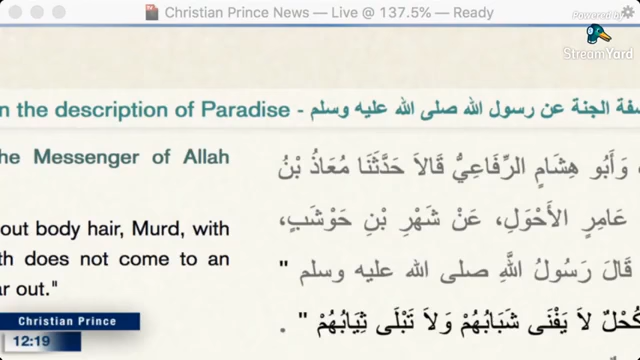 Christian Prince News — Live @ 137.5% — Ready
Powered by
StreamYard
n the description of Paradise - صفة الجنة عن رسول الله صلى الله عليه وسلم
he Messenger of Allah
out body hair, Murd, with
th does not come to an
ar out."
وَأَبُو هِشَامٍ الرِّفَاعِيُّ قَالاَ حَدَّثَنَا مُعَاذُ بْنُ
عَامِرٍ الأَحْوَلِ، عَنْ شَهْرِ بْنِ حَوْشَبٍ،
قَالَ رَسُولُ اللَّهِ صلى الله عليه وسلم "
كُحْلٌ لاَ يَفْنَى شَبَابُهُمْ وَلاَ تَبْلَى ثِيَابُهُمْ " .
Christian Prince
12:19